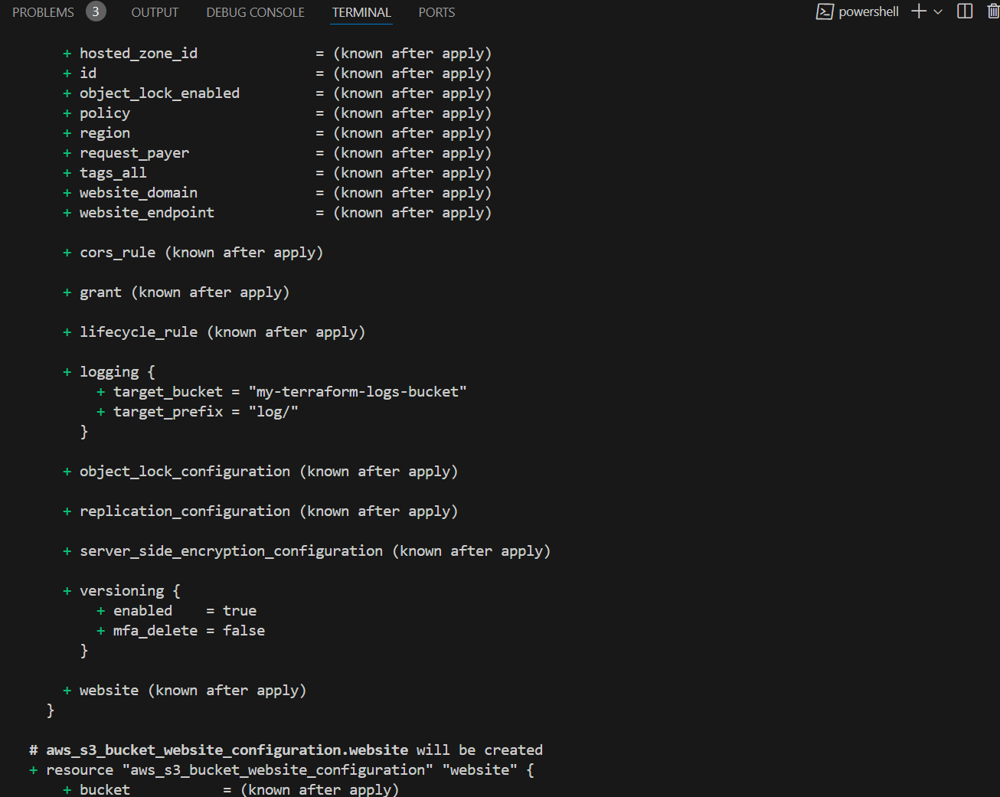 PROBLEMS 3 OUTPUT DEBUG CONSOLE TERMINAL PORTS powershell
+ hosted_zone_id = (known after apply)
+ id = (known after apply)
+ object_lock_enabled = (known after apply)
+ policy = (known after apply)
+ region = (known after apply)
+ request_payer = (known after apply)
+ tags_all = (known after apply)
+ website_domain = (known after apply)
+ website_endpoint = (known after apply)
+ cors_rule (known after apply)
+ grant (known after apply)
+ lifecycle_rule (known after apply)
+ logging {
+ target_bucket = "my-terraform-logs-bucket"
+ target_prefix = "log/"
}
+ object_lock_configuration (known after apply)
+ replication_configuration (known after apply)
+ server_side_encryption_configuration (known after apply)
+ versioning {
+ enabled = true
+ mfa_delete = false
}
+ website (known after apply)
}
# aws_s3_bucket_website_configuration.website will be created
+ resource "aws_s3_bucket_website_configuration" "website" {
+ bucket = (known after apply)